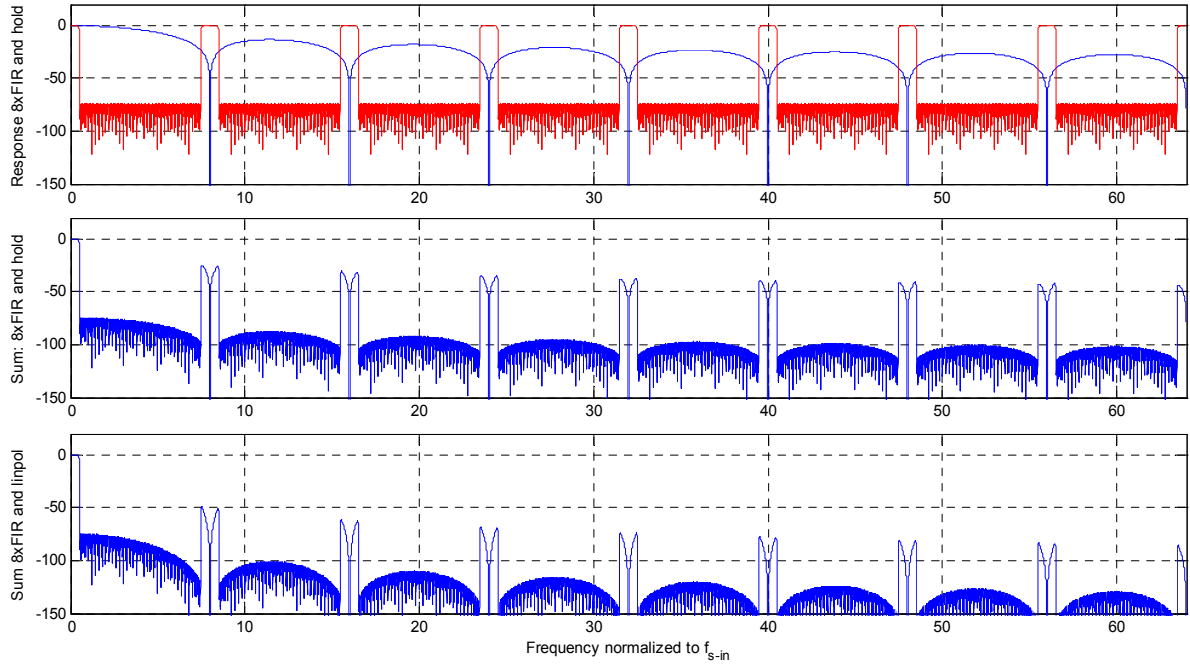 Response 8xFIR and hold
0
-50
-100
-150
0 10 20 30 40 50 60
Sum: 8xFIR and hold
0
-50
-100
-150
0 10 20 30 40 50 60
Sum 8xFIR and linpol
0
-50
-100
-150
0 10 20 30 40 50 60
Frequency normalized to f_{s-in}